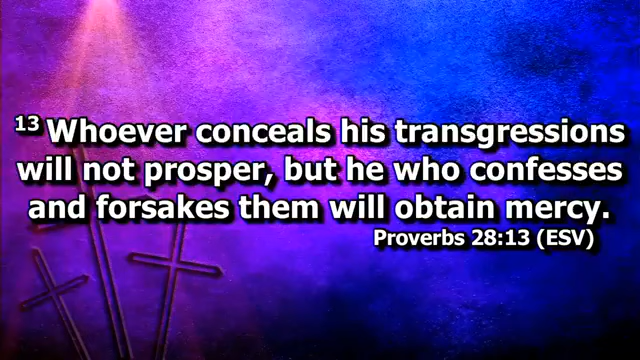 13 Whoever conceals his transgressions
will not prosper, but he who confesses
and forsakes them will obtain mercy.
Proverbs 28:13 (ESV)